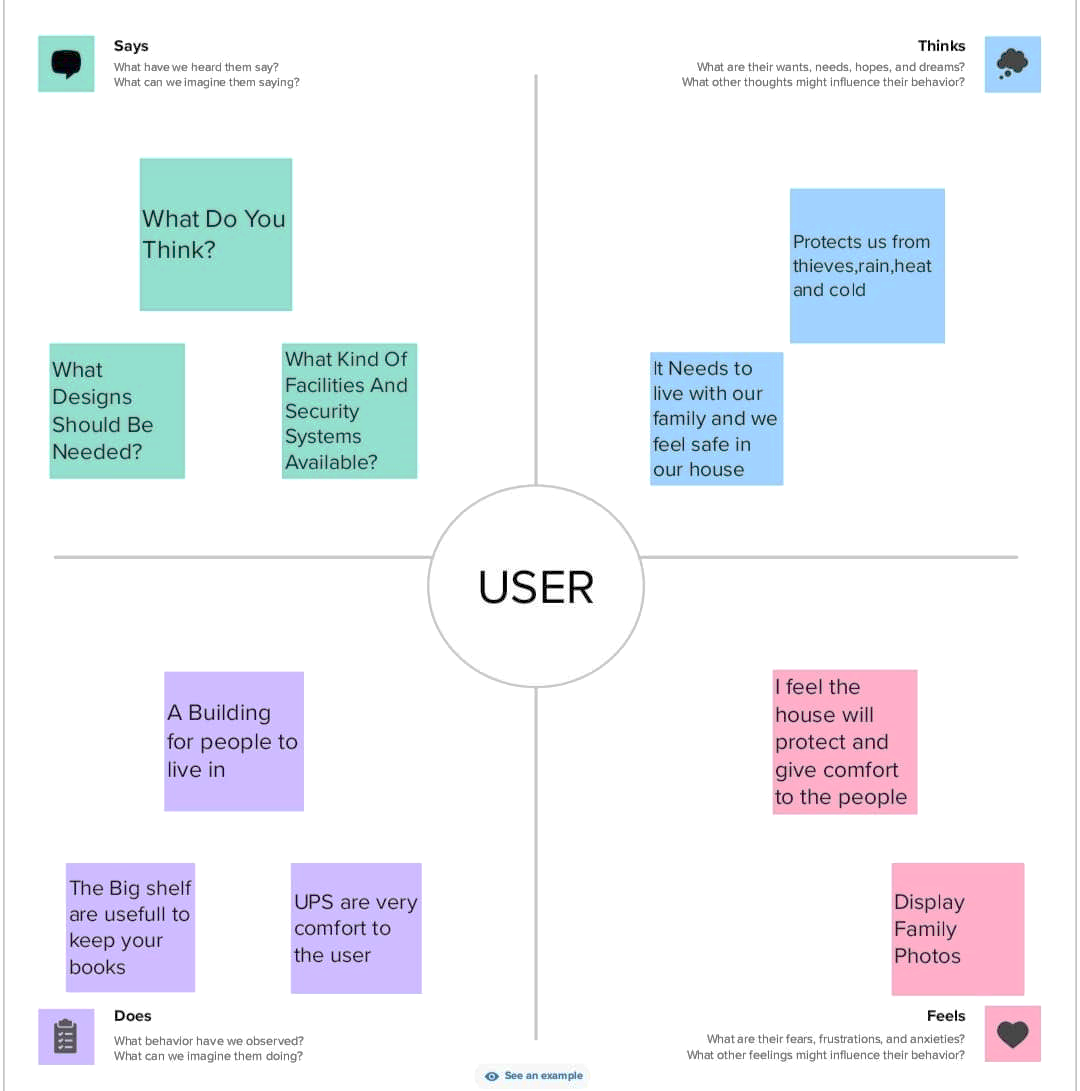 Says
What have we heard them say?
What can we imagine them saying?
Thinks
What are their wants, needs, hopes, and dreams?
What other thoughts might influence their behavior?
What Do You
Think?
What
Designs
Should Be
Needed?
What Kind Of
Facilities And
Security
Systems
Available?
Protects us from
thieves,rain,heat
and cold
It Needs to
live with our
family and we
feel safe in
our house
USER
A Building
for people to
live in
The Big shelf
are usefull to
keep your
books
UPS are very
comfort to
the user
I feel the
house will
protect and
give comfort
to the people
Display
Family
Photos
Does
What behavior have we observed?
What can we imagine them doing?
Feels
What are their fears, frustrations, and anxieties?
What other feelings might influence their behavior?
See an example